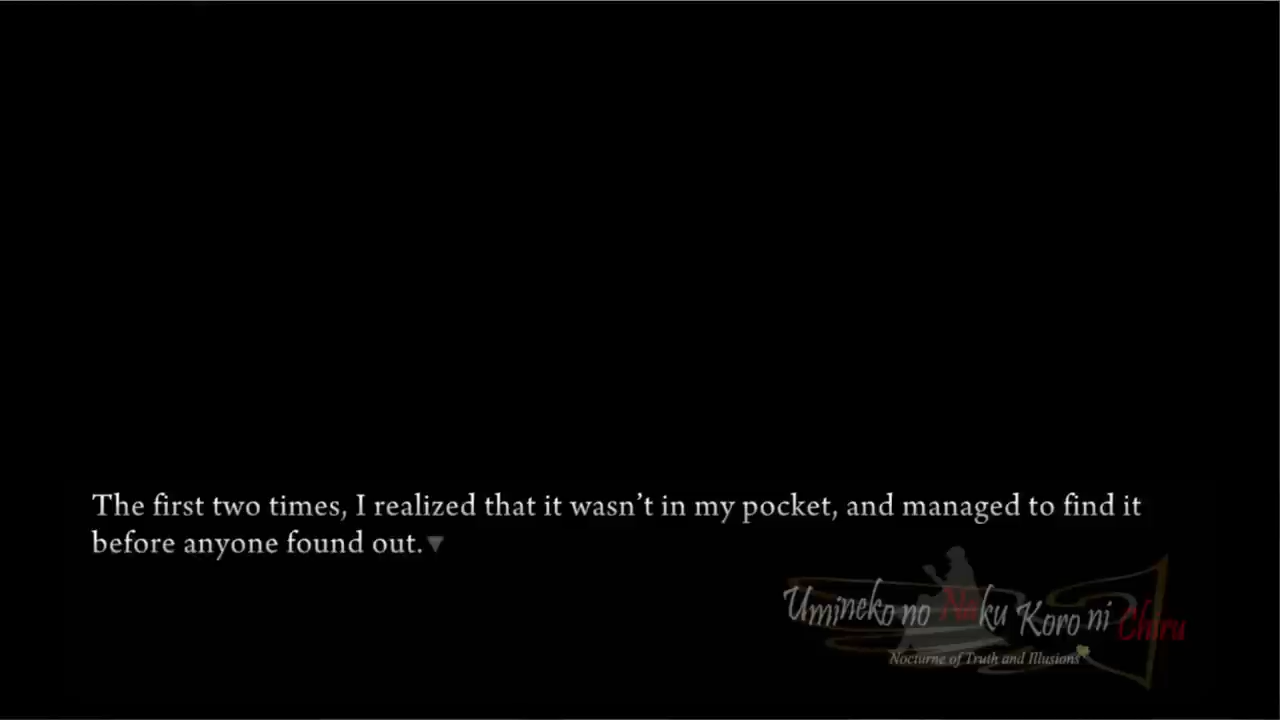 The first two times, I realized that it wasn't in my pocket, and managed to find it
before anyone found out.
Umineko no Naku Koro ni Chiru
Nocturne of Truth and Illusions